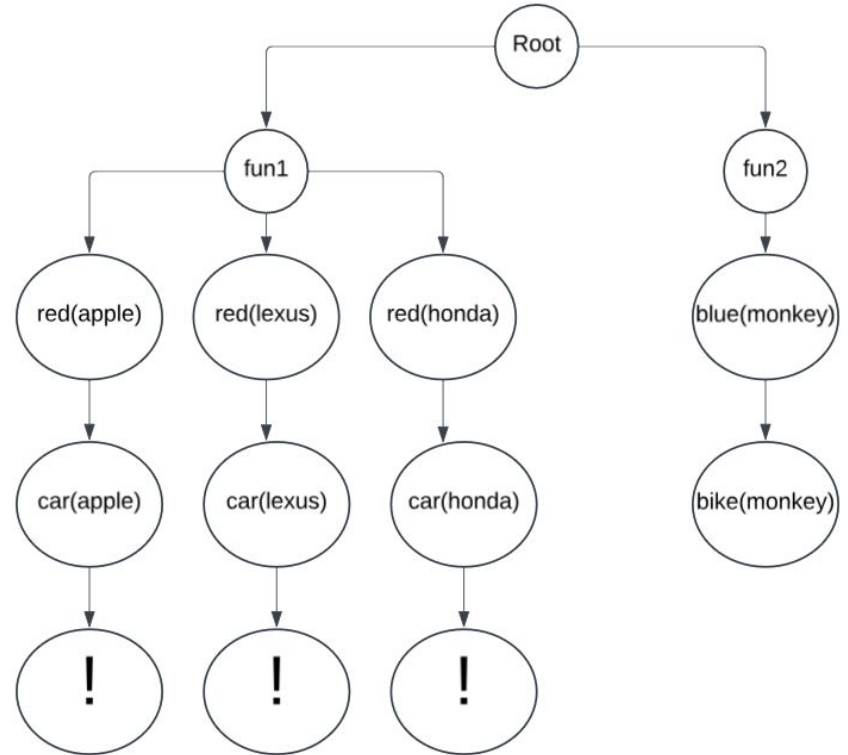 Root
fun1
fun2
red(apple)
red(lexus)
red(honda)
blue(monkey)
car(apple)
car(lexus)
car(honda)
bike(monkey)
!
!
!